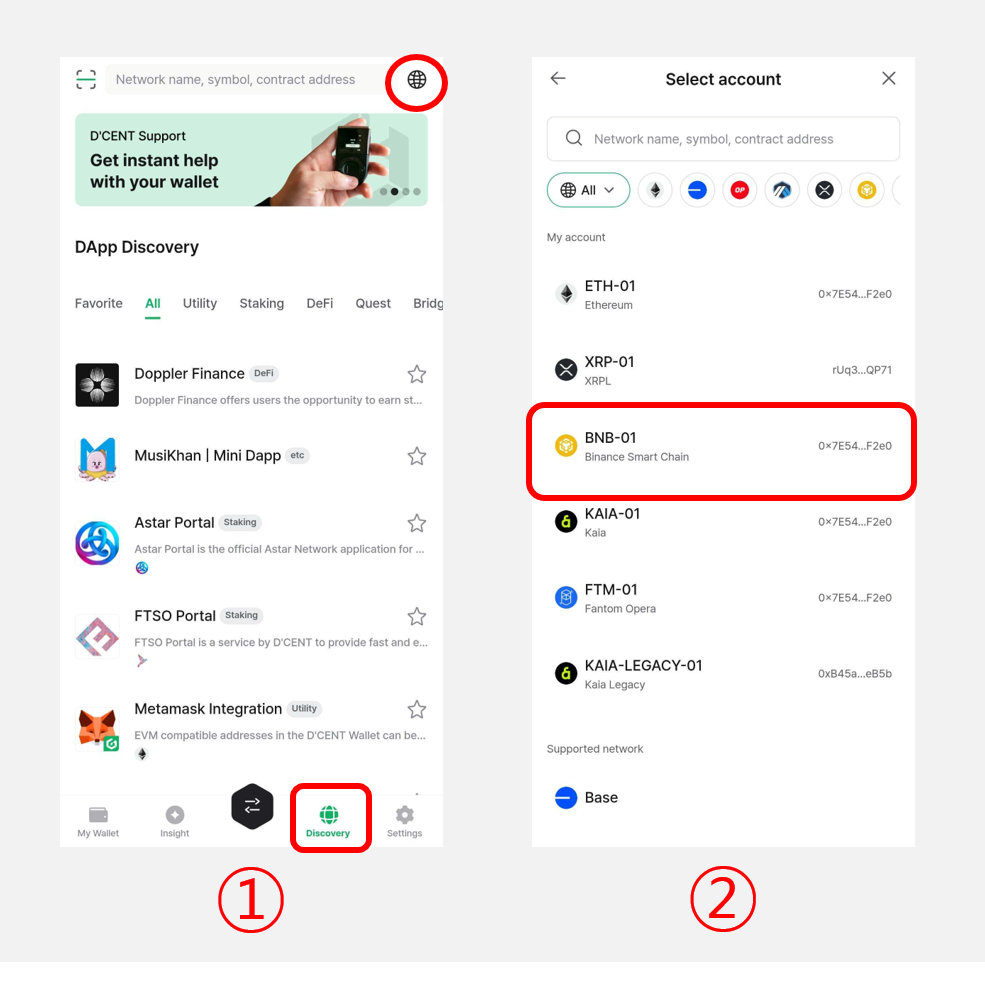 Network name, symbol, contract address
D'CENT Support
Get instant help
with your wallet
DApp Discovery
Favorite All Utility Staking DeFi Quest Bridg
Doppler Finance DeFi
Doppler Finance offers users the opportunity to earn st...
MusiKhan | Mini Dapp etc
Astar Portal Staking
Astar Portal is the official Astar Network application for ...
FTSO Portal Staking
FTSO Portal is a service by D'CENT to provide fast and e...
Metamask Integration Utility
EVM compatible addresses in the D'CENT Wallet can be...
My Wallet Insight Discovery Settings
①
Select account
Network name, symbol, contract address
All OP
My account
ETH-01
Ethereum 0×7E54...F2e0
XRP-01
XRPL rUq3...QP71
BNB-01
Binance Smart Chain 0×7E54...F2e0
KAIA-01
Kaia 0×7E54...F2e0
FTM-01
Fantom Opera 0×7E54...F2e0
KAIA-LEGACY-01
Kaia Legacy 0xB45a...eB5b
Supported network
Base
②